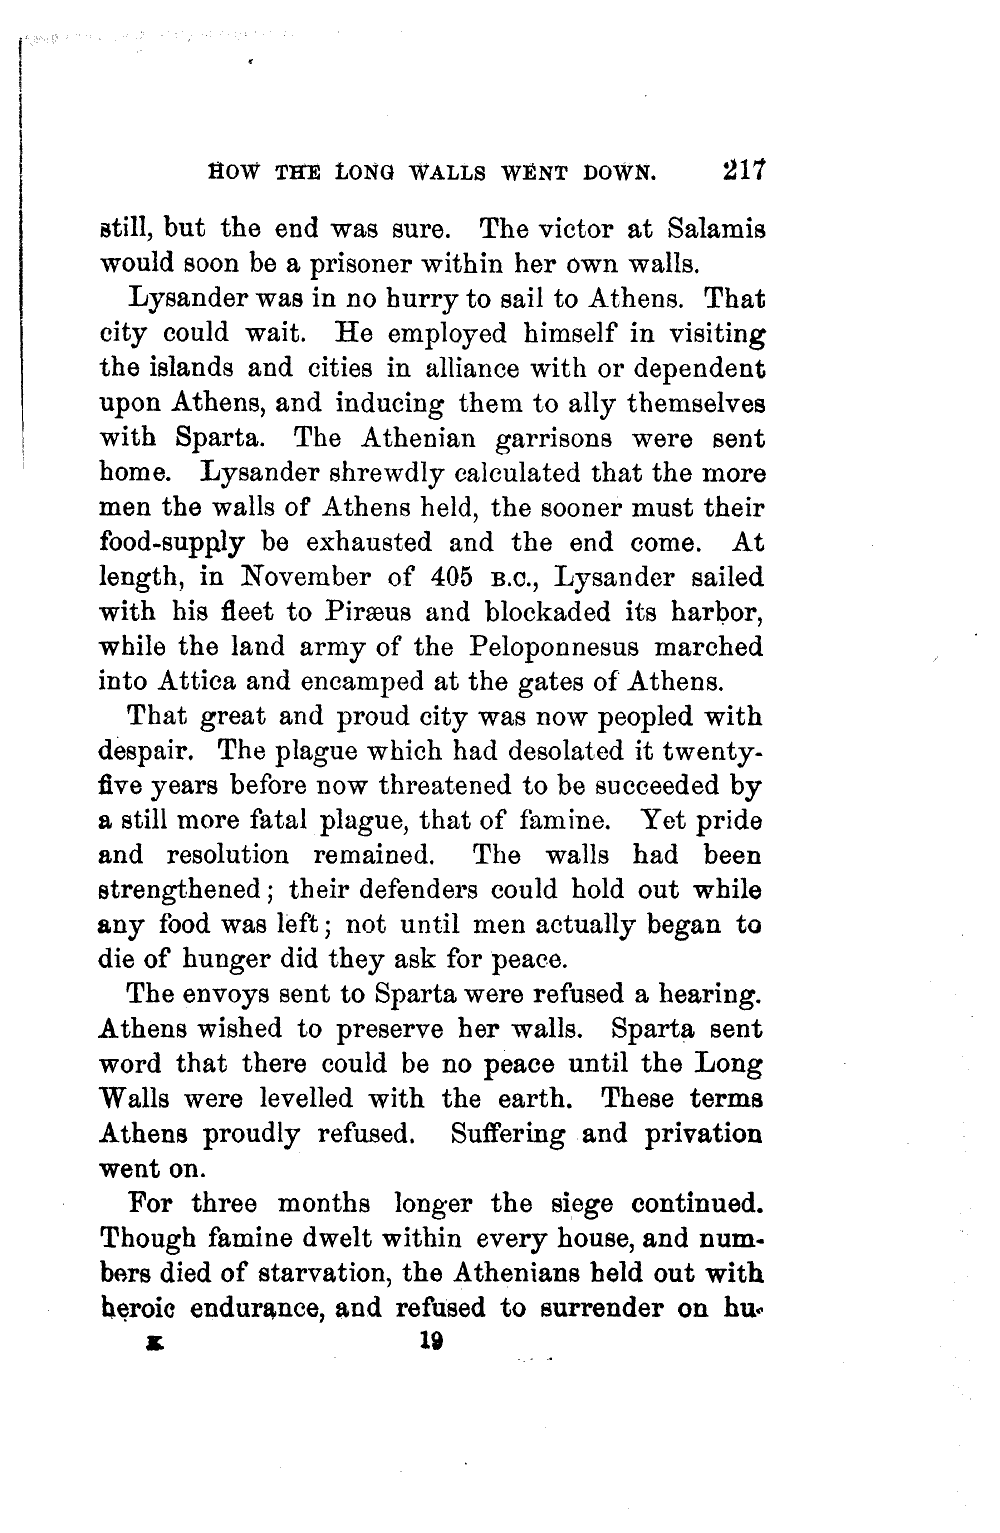 HOW THE LONG WALLS WENT DOWN. 217
still, but the end was sure. The victor at Salamis
would soon be a prisoner within her own walls.
Lysander was in no hurry to sail to Athens. That
city could wait. He employed himself in visiting
the islands and cities in alliance with or dependent
upon Athens, and inducing them to ally themselves
with Sparta. The Athenian garrisons were sent
home. Lysander shrewdly calculated that the more
men the walls of Athens held, the sooner must their
food-supply be exhausted and the end come. At
length, in November of 405 B.C., Lysander sailed
with his fleet to Piræus and blockaded its harbor,
while the land army of the Peloponnesus marched
into Attica and encamped at the gates of Athens.
That great and proud city was now peopled with
despair. The plague which had desolated it twenty-
five years before now threatened to be succeeded by
a still more fatal plague, that of famine. Yet pride
and resolution remained. The walls had been
strengthened; their defenders could hold out while
any food was left; not until men actually began to
die of hunger did they ask for peace.
The envoys sent to Sparta were refused a hearing.
Athens wished to preserve her walls. Sparta sent
word that there could be no peace until the Long
Walls were levelled with the earth. These terms
Athens proudly refused. Suffering and privation
went on.
For three months longer the siege continued.
Though famine dwelt within every house, and num-
bers died of starvation, the Athenians held out with
heroic endurance, and refused to surrender on hu-
K 19